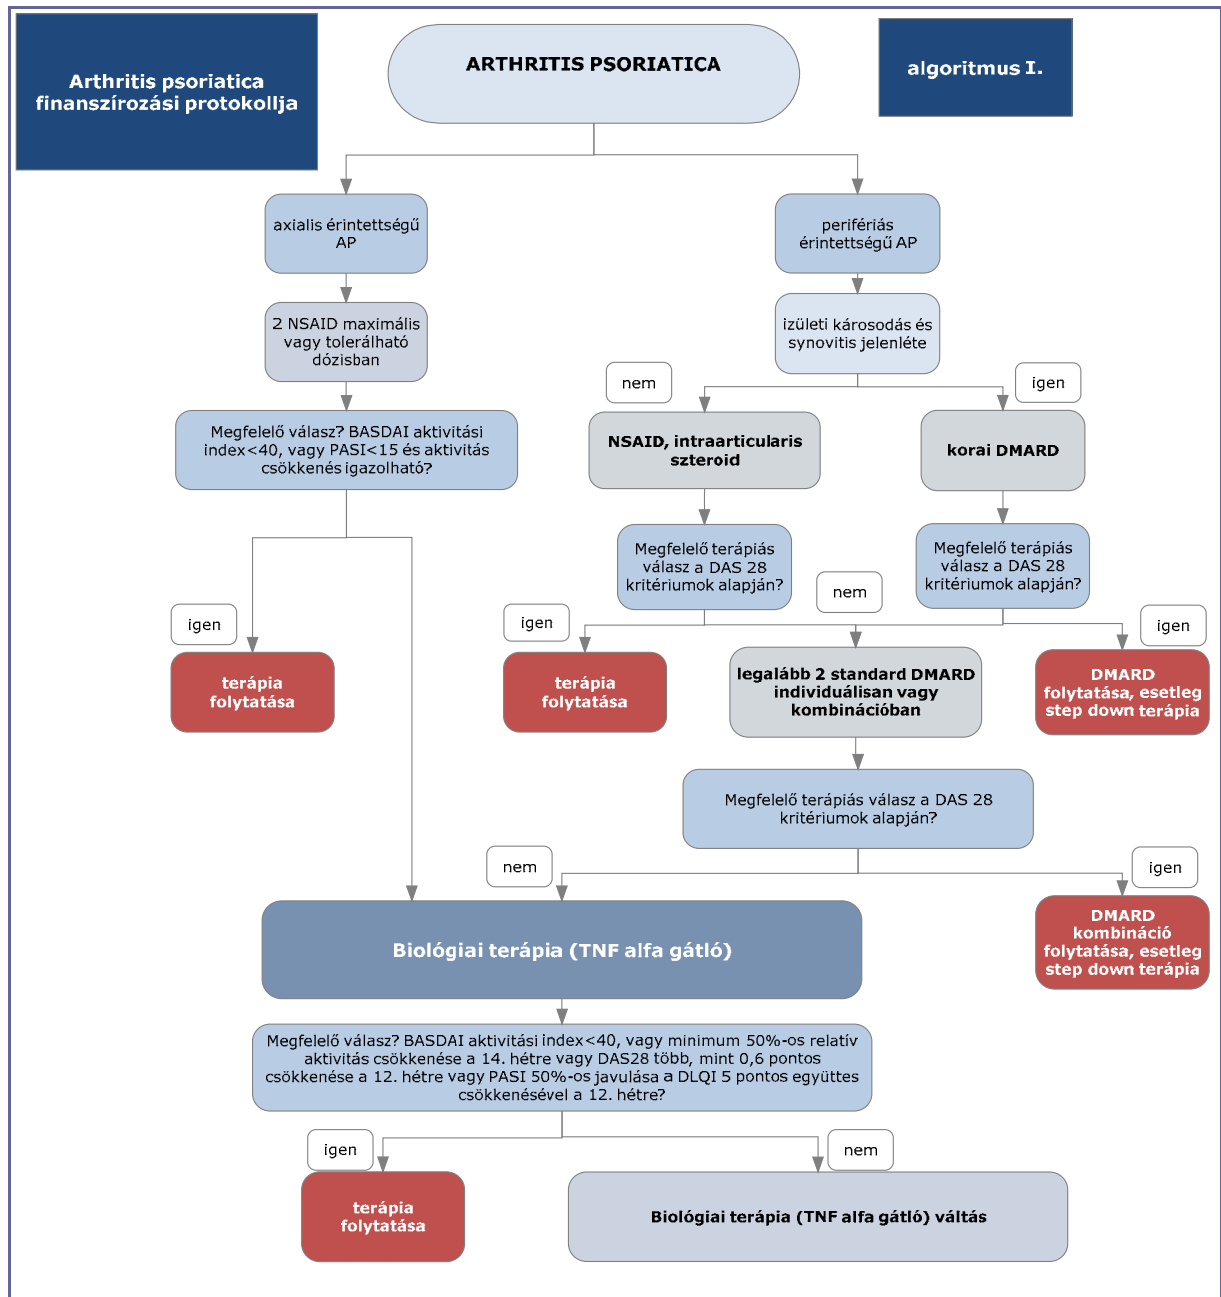 Arthritis psoriatica
finanszírozási protokollja
ARTHRITIS PSORIATICA
algoritmus I.
axialis érintettségű
AP
perifériás
érintettségű AP
2 NSAID maximális
vagy tolerálható
dózisban
izületi károsodás és
synovitis jelenléte
nem
igen
Megfelelő válasz? BASDAI aktivitási
index<40, vagy PASI<15 és aktivitás
csökkenés igazolható?
NSAID, intraarticularis
szteroid
korai DMARD
Megfelelő terápiás
válasz a DAS 28
kritériumok alapján?
Megfelelő terápiás
válasz a DAS 28
kritériumok alapján?
igen
igen
nem
igen
terápia
folytatása
terápia
folytatása
legalább 2 standard DMARD
individuálisan vagy
kombinációban
DMARD
folytatása, esetleg
step down terápia
Megfelelő terápiás válasz a DAS 28
kritériumok alapján?
nem
igen
Biológiai terápia (TNF alfa gátló)
DMARD
kombináció
folytatása, esetleg
step down terápia
Megfelelő válasz? BASDAI aktivitási index<40, vagy minimum 50%-os relatív
aktivitás csökkenése a 14. hétre vagy DAS28 több, mint 0,6 pontos
csökkenése a 12. hétre vagy PASI 50%-os javulása a DLQI 5 pontos együttes
csökkenésével a 12. hétre?
igen
nem
terápia
folytatása
Biológiai terápia (TNF alfa gátló) váltás